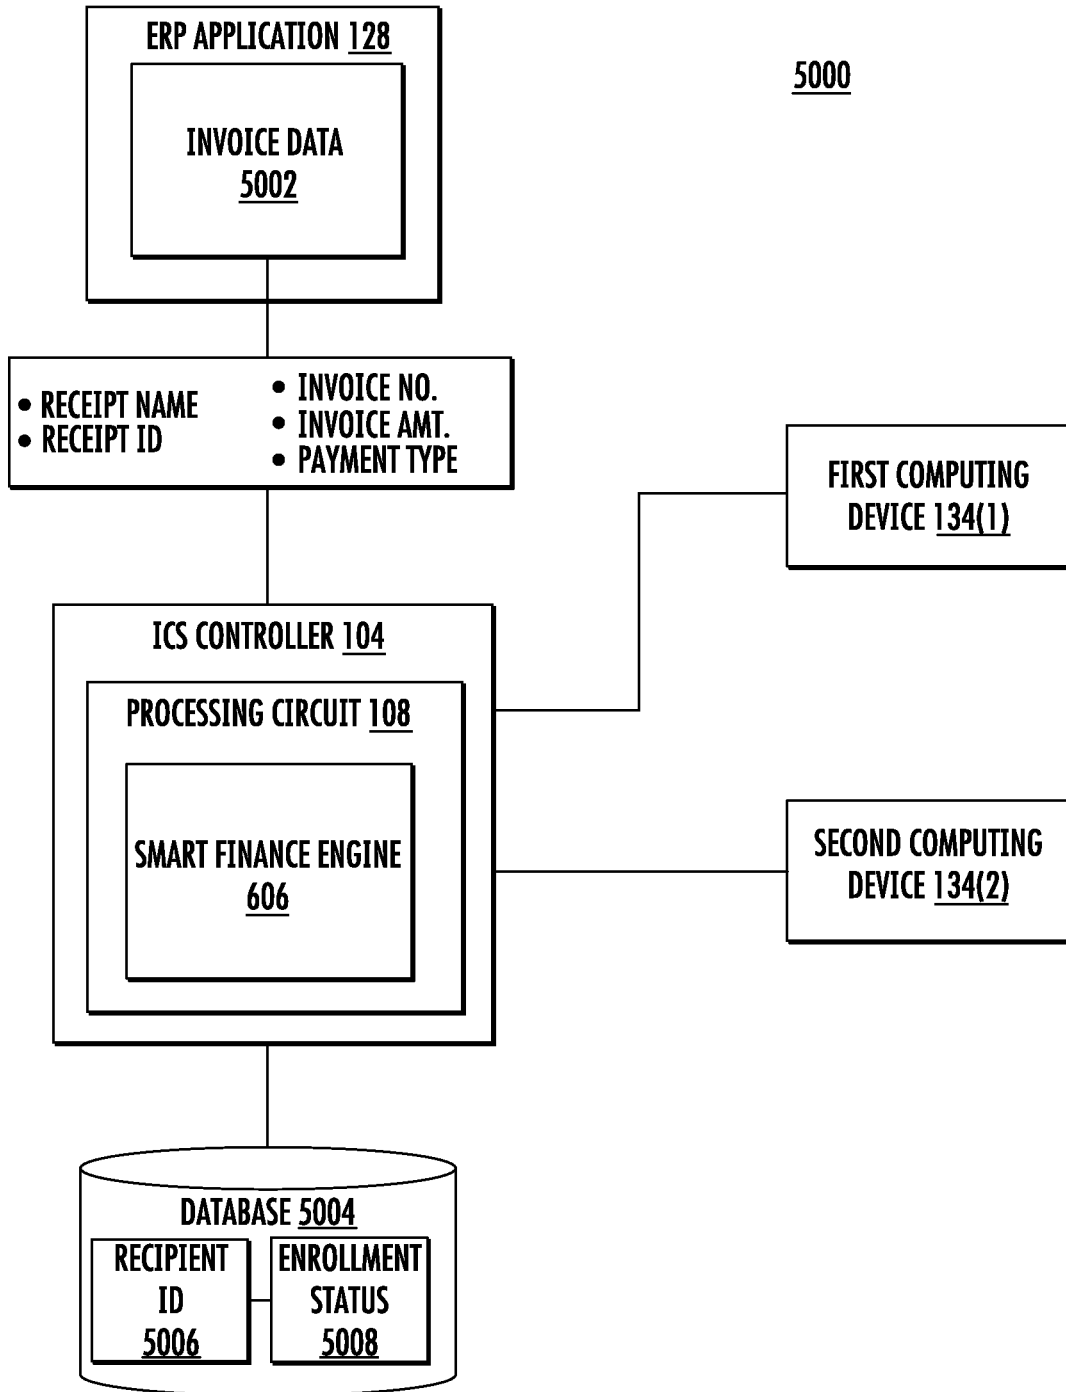 ERP APPLICATION 128
5000
INVOICE DATA
5002
• RECEIPT NAME
• RECEIPT ID
• INVOICE NO.
• INVOICE AMT.
• PAYMENT TYPE
FIRST COMPUTING
DEVICE 134(1)
ICS CONTROLLER 104
PROCESSING CIRCUIT 108
SMART FINANCE ENGINE
606
SECOND COMPUTING
DEVICE 134(2)
DATABASE 5004
RECIPIENT
ID
5006
ENROLLMENT
STATUS
5008